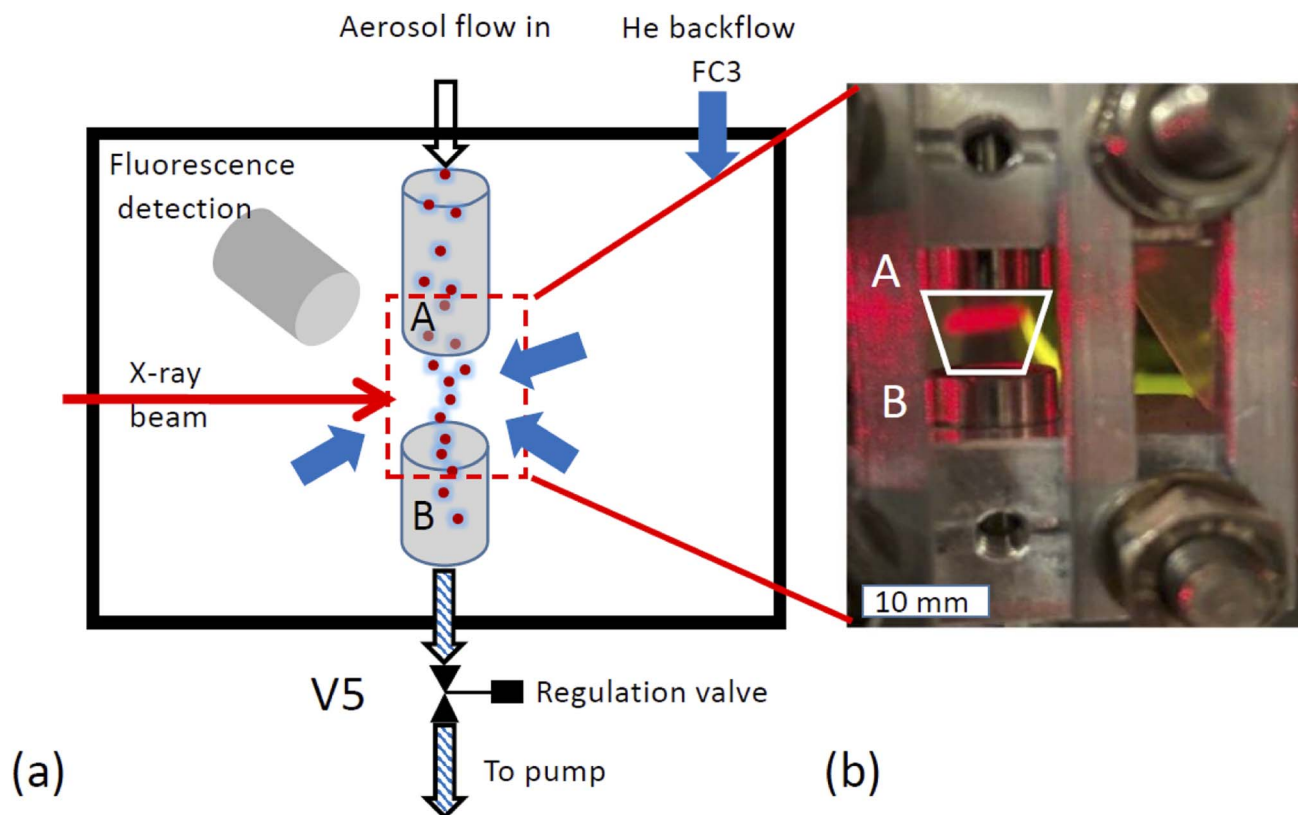 Aerosol flow in
He backflow
FC3
Fluorescence
detection
A
X-ray
beam
B
V5
Regulation valve
To pump
(a)
A
B
10 mm
(b)